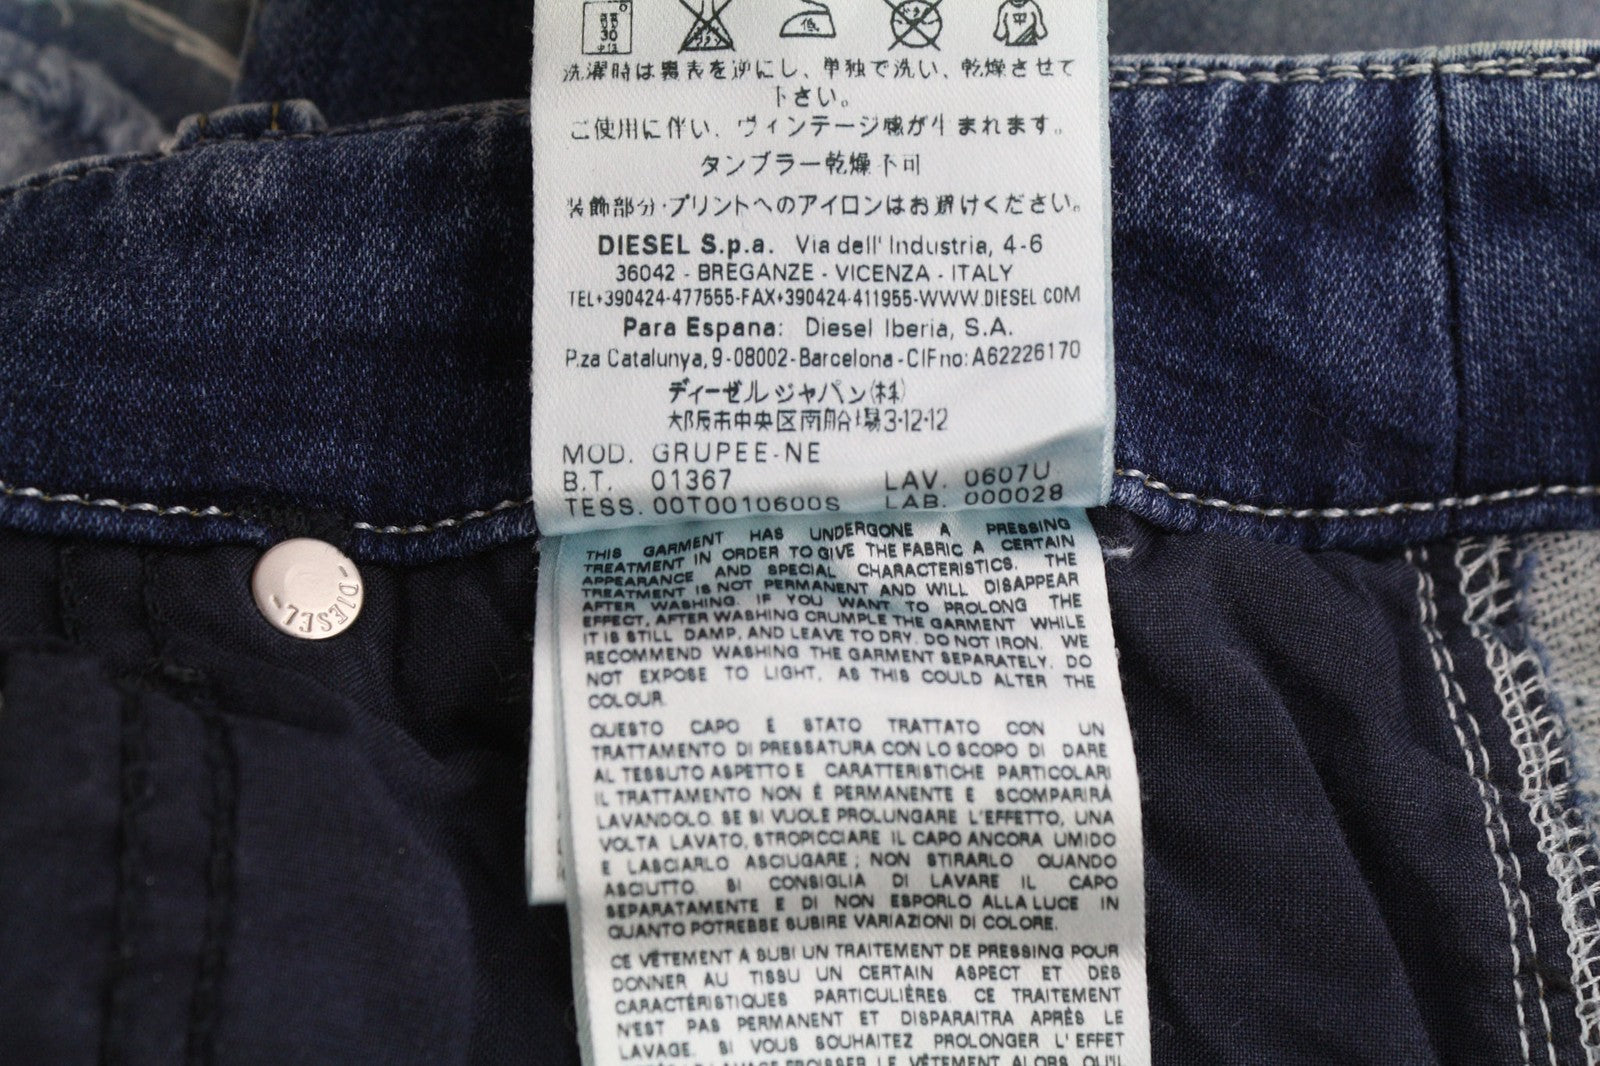 30
中性
低
中
洗濯時は裏表を逆にし、単独で洗い、乾燥させて
下さい。
ご使用に伴い、ヴィンテージ感が生まれます。
タンブラー乾燥不可
装飾部分・プリントへのアイロンはお避けください。
DIESEL S.p.a. Via dell' Industria, 4-6
36042 - BREGANZE - VICENZA - ITALY
TEL+390424-477555-FAX+390424-411955-WWW.DIESEL.COM
Para Espana: Diesel Iberia, S.A.
P.za Catalunya, 9 - 08002 - Barcelona - CIF no: A62226170
ディーゼルジャパン(株)
大阪市中央区南船場3-12-12
MOD. GRUPEE-NE
B.T. 01367 LAV. 0607U
TESS. 00T0010600S LAB. 000028
THIS GARMENT HAS UNDERGONE A PRESSING
TREATMENT IN ORDER TO GIVE THE FABRIC A CERTAIN
APPEARANCE AND SPECIAL CHARACTERISTICS. THE
TREATMENT IS NOT PERMANENT AND WILL DISAPPEAR
AFTER WASHING. IF YOU WANT TO PROLONG THE
EFFECT, AFTER WASHING CRUMPLE THE GARMENT WHILE
IT IS STILL DAMP, AND LEAVE TO DRY. DO NOT IRON. WE
RECOMMEND WASHING THE GARMENT SEPARATELY. DO
NOT EXPOSE TO LIGHT, AS THIS COULD ALTER THE
COLOUR.
QUESTO CAPO È STATO TRATTATO CON UN
TRATTAMENTO DI PRESSATURA CON LO SCOPO DI DARE
AL TESSUTO ASPETTO E CARATTERISTICHE PARTICOLARI
IL TRATTAMENTO NON È PERMANENTE E SCOMPARIRÀ
LAVANDOLO. SE SI VUOLE PROLUNGARE L'EFFETTO, UNA
VOLTA LAVATO, STROPICCIARE IL CAPO ANCORA UMIDO
E LASCIARLO ASCIUGARE; NON STIRARLO QUANDO
ASCIUTTO. SI CONSIGLIA DI LAVARE IL CAPO
SEPARATAMENTE E DI NON ESPORLO ALLA LUCE IN
QUANTO POTREBBE SUBIRE VARIAZIONI DI COLORE.
CE VÊTEMENT A SUBI UN TRAITEMENT DE PRESSING POUR
DONNER AU TISSU UN CERTAIN ASPECT ET DES
CARACTÉRISTIQUES PARTICULIÈRES. CE TRAITEMENT
N'EST PAS PERMANENT ET DISPARAITRA APRÈS LE
LAVAGE. SI VOUS SOUHAITEZ PROLONGER L'EFFET
APRÈS LE LAVAGE FROISSER LE VÊTEMENT ALORS QU'IL
-DIESEL-